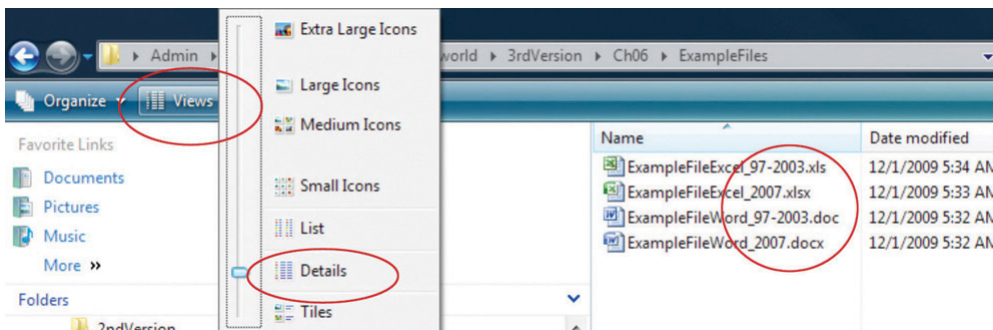 Extra Large Icons
Admin
world ▸ 3rdVersion ▸ Ch06 ▸ ExampleFiles
Large Icons
Organize
Views
Medium Icons
Favorite Links
Name
Date modified
Documents
Small Icons
ExampleFileExcel_97-2003.xls
12/1/2009 5:34 AM
Pictures
ExampleFileExcel_2007.xlsx
12/1/2009 5:33 AM
Music
List
ExampleFileWord_97-2003.doc
12/1/2009 5:32 AM
More »
ExampleFileWord_2007.docx
12/1/2009 5:32 AM
Details
Folders
Tiles
2ndVersion